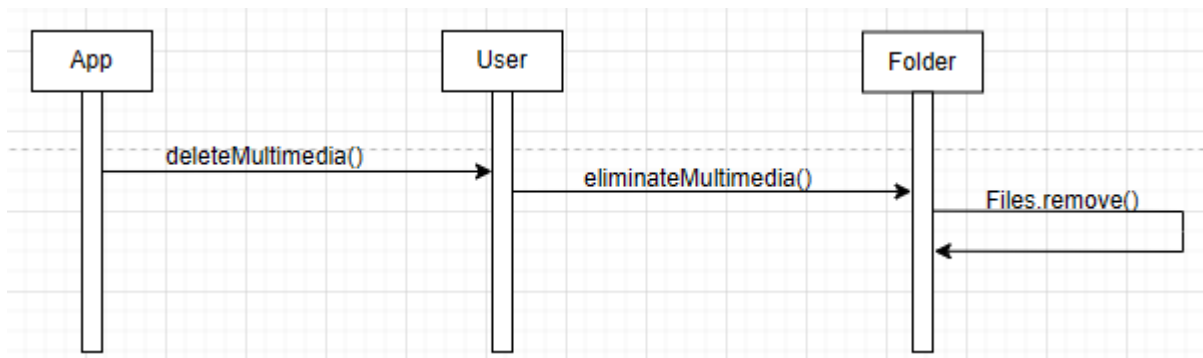 App
User
Folder
deleteMultimedia()
eliminateMultimedia()
Files.remove()